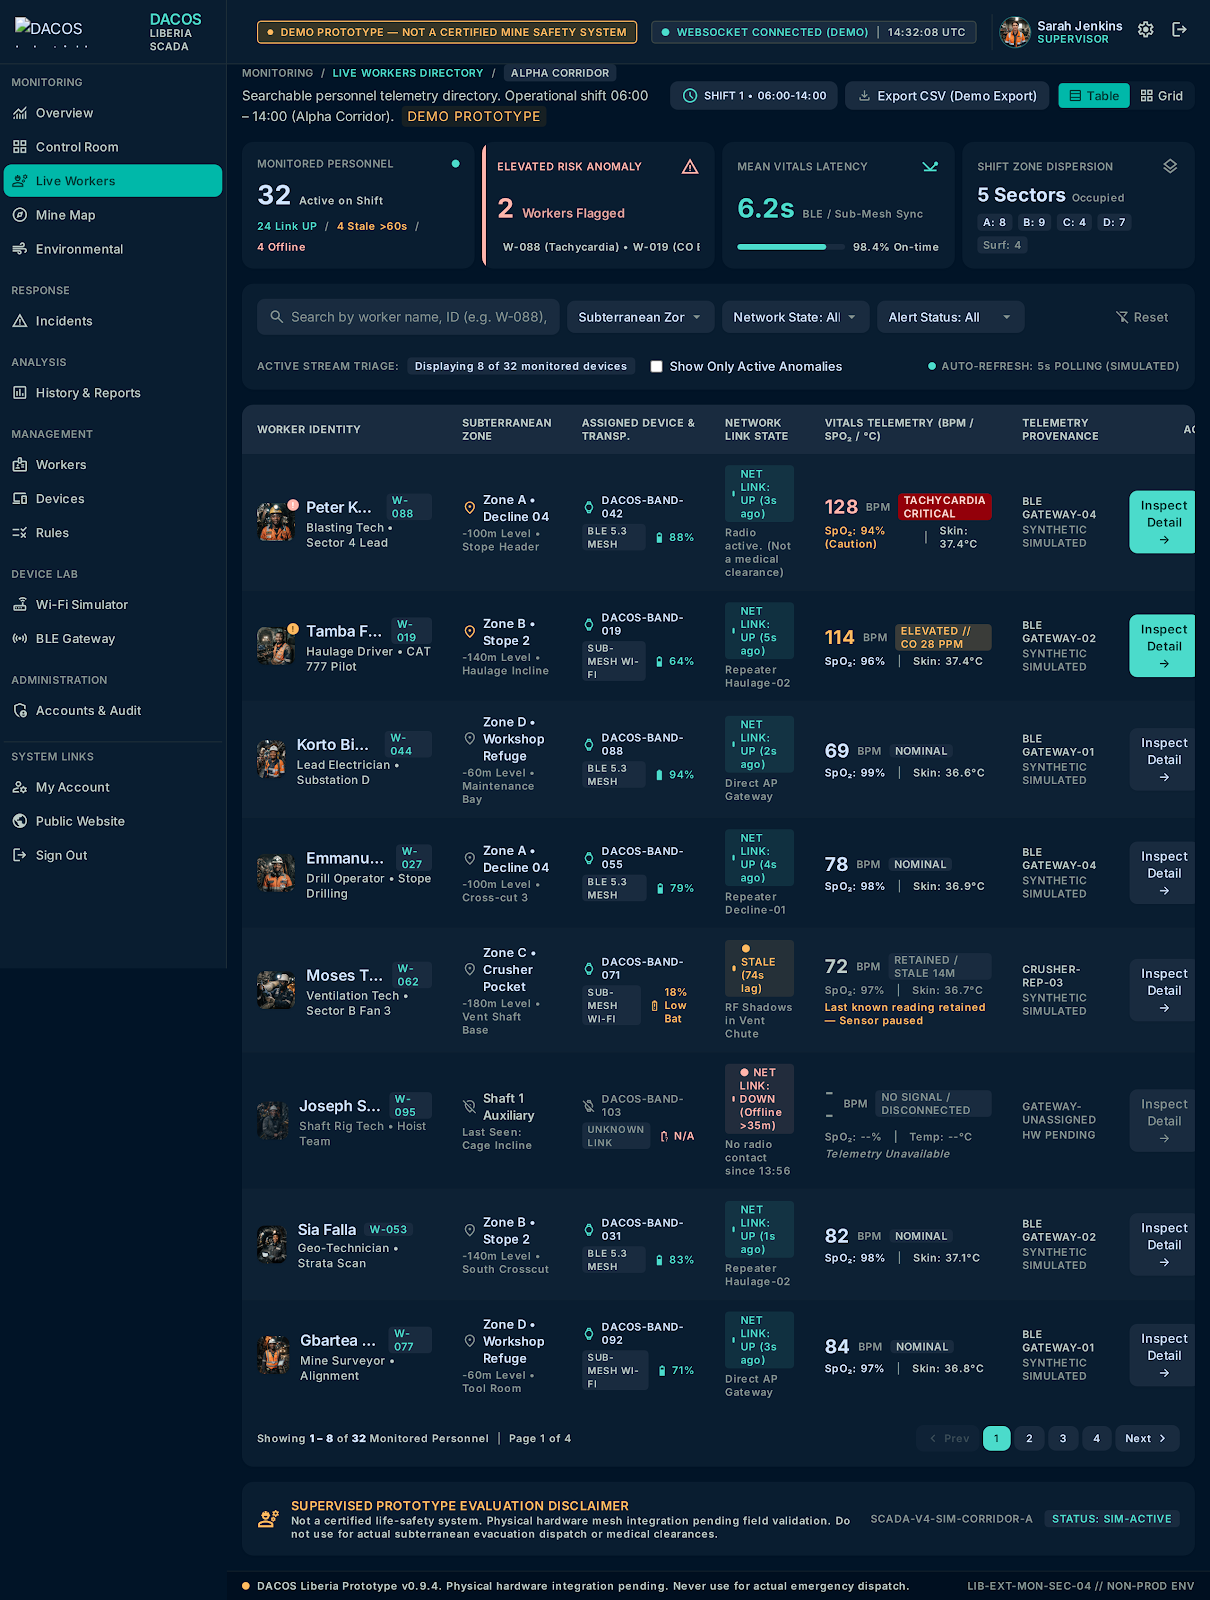 DACOS
DACOS
LIBERIA
SCADA
DEMO PROTOTYPE — NOT A CERTIFIED MINE SAFETY SYSTEM
WEBSOCKET CONNECTED (DEMO) | 14:32:08 UTC
Sarah Jenkins
SUPERVISOR
MONITORING
Overview
Control Room
Live Workers
Mine Map
Environmental
RESPONSE
Incidents
ANALYSIS
History & Reports
MANAGEMENT
Workers
Devices
Rules
DEVICE LAB
Wi-Fi Simulator
BLE Gateway
ADMINISTRATION
Accounts & Audit
SYSTEM LINKS
My Account
Public Website
Sign Out
MONITORING / LIVE WORKERS DIRECTORY / ALPHA CORRIDOR
Searchable personnel telemetry directory. Operational shift 06:00
– 14:00 (Alpha Corridor). DEMO PROTOTYPE
SHIFT 1 • 06:00-14:00
Export CSV (Demo Export)
Table
Grid
MONITORED PERSONNEL
32 Active on Shift
24 Link UP / 4 Stale >60s /
4 Offline
ELEVATED RISK ANOMALY
2 Workers Flagged
W-088 (Tachycardia) • W-019 (CO E
MEAN VITALS LATENCY
6.2s BLE / Sub-Mesh Sync
98.4% On-time
SHIFT ZONE DISPERSION
5 Sectors Occupied
A: 8 B: 9 C: 4 D: 7
Surf: 4
Search by worker name, ID (e.g. W-088),
Subterranean Zor
Network State: All
Alert Status: All
Reset
ACTIVE STREAM TRIAGE: Displaying 8 of 32 monitored devices
Show Only Active Anomalies
AUTO-REFRESH: 5s POLLING (SIMULATED)
WORKER IDENTITY
SUBTERRANEAN
ZONE
ASSIGNED DEVICE &
TRANSP.
NETWORK
LINK STATE
VITALS TELEMETRY (BPM /
SPO₂ / °C)
TELEMETRY
PROVENANCE
AC
Peter K...
W-
088
Blasting Tech •
Sector 4 Lead
Zone A •
Decline 04
-100m Level •
Stope Header
DACOS-BAND-
042
BLE 5.3
MESH
88%
NET
LINK:
UP (3s
ago)
Radio
active. (Not
a medical
clearance)
128 BPM
TACHYCARDIA
CRITICAL
SpO₂: 94%
(Caution)
|
Skin:
37.4°C
BLE
GATEWAY-04
SYNTHETIC
SIMULATED
Inspect
Detail
→
Tamba F...
W-
019
Haulage Driver • CAT
777 Pilot
Zone B •
Stope 2
-140m Level •
Haulage Incline
DACOS-BAND-
019
SUB-
MESH WI-
FI
64%
NET
LINK:
UP (5s
ago)
Repeater
Haulage-02
114 BPM
ELEVATED //
CO 28 PPM
SpO₂: 96% | Skin: 37.4°C
BLE
GATEWAY-02
SYNTHETIC
SIMULATED
Inspect
Detail
→
Korto Bi...
W-
044
Lead Electrician •
Substation D
Zone D •
Workshop
Refuge
-60m Level •
Maintenance
Bay
DACOS-BAND-
088
BLE 5.3
MESH
94%
NET
LINK:
UP (2s
ago)
Direct AP
Gateway
69 BPM NOMINAL
SpO₂: 99% | Skin: 36.6°C
BLE
GATEWAY-01
SYNTHETIC
SIMULATED
Inspect
Detail
→
Emmanu...
W-
027
Drill Operator • Stope
Drilling
Zone A •
Decline 04
-100m Level •
Cross-cut 3
DACOS-BAND-
055
BLE 5.3
MESH
79%
NET
LINK:
UP (4s
ago)
Repeater
Decline-01
78 BPM NOMINAL
SpO₂: 98% | Skin: 36.9°C
BLE
GATEWAY-04
SYNTHETIC
SIMULATED
Inspect
Detail
→
Moses T...
W-
062
Ventilation Tech •
Sector B Fan 3
Zone C •
Crusher
Pocket
-180m Level •
Vent Shaft
Base
DACOS-BAND-
071
SUB-
MESH
WI-FI
18%
Low
Bat
●
STALE
(74s
lag)
RF Shadows
in Vent
Chute
72 BPM
RETAINED /
STALE 14M
SpO₂: 97% | Skin: 36.7°C
Last known reading retained
— Sensor paused
CRUSHER-
REP-03
SYNTHETIC
SIMULATED
Inspect
Detail
→
Joseph S...
W-
095
Shaft Rig Tech • Hoist
Team
Shaft 1
Auxiliary
Last Seen:
Cage Incline
DACOS-BAND-
103
UNKNOWN
LINK
N/A
● NET
LINK:
DOWN
(Offline
>35m)
No radio
contact
since 13:56
-
-
BPM
NO SIGNAL /
DISCONNECTED
SpO₂: --% | Temp: --°C
Telemetry Unavailable
GATEWAY-
UNASSIGNED
HW PENDING
Inspect
Detail
→
Sia Falla W-053
Geo-Technician •
Strata Scan
Zone B •
Stope 2
-140m Level •
South Crosscut
DACOS-BAND-
031
BLE 5.3
MESH
83%
NET
LINK:
UP (1s
ago)
Repeater
Haulage-02
82 BPM NOMINAL
SpO₂: 98% | Skin: 37.1°C
BLE
GATEWAY-02
SYNTHETIC
SIMULATED
Inspect
Detail
→
Gbartea ...
W-
077
Mine Surveyor •
Alignment
Zone D •
Workshop
Refuge
-60m Level •
Tool Room
DACOS-BAND-
092
SUB-
MESH WI-
FI
71%
NET
LINK:
UP (3s
ago)
Direct AP
Gateway
84 BPM NOMINAL
SpO₂: 97% | Skin: 36.8°C
BLE
GATEWAY-01
SYNTHETIC
SIMULATED
Inspect
Detail
→
Showing 1–8 of 32 Monitored Personnel | Page 1 of 4
Prev 1 2 3 4 Next
SUPERVISED PROTOTYPE EVALUATION DISCLAIMER
Not a certified life-safety system. Physical hardware mesh integration pending field validation. Do
not use for actual subterranean evacuation dispatch or medical clearances.
SCADA-V4-SIM-CORRIDOR-A
STATUS: SIM-ACTIVE
DACOS Liberia Prototype v0.9.4. Physical hardware integration pending. Never use for actual emergency dispatch.
LIB-EXT-MON-SEC-04 // NON-PROD ENV